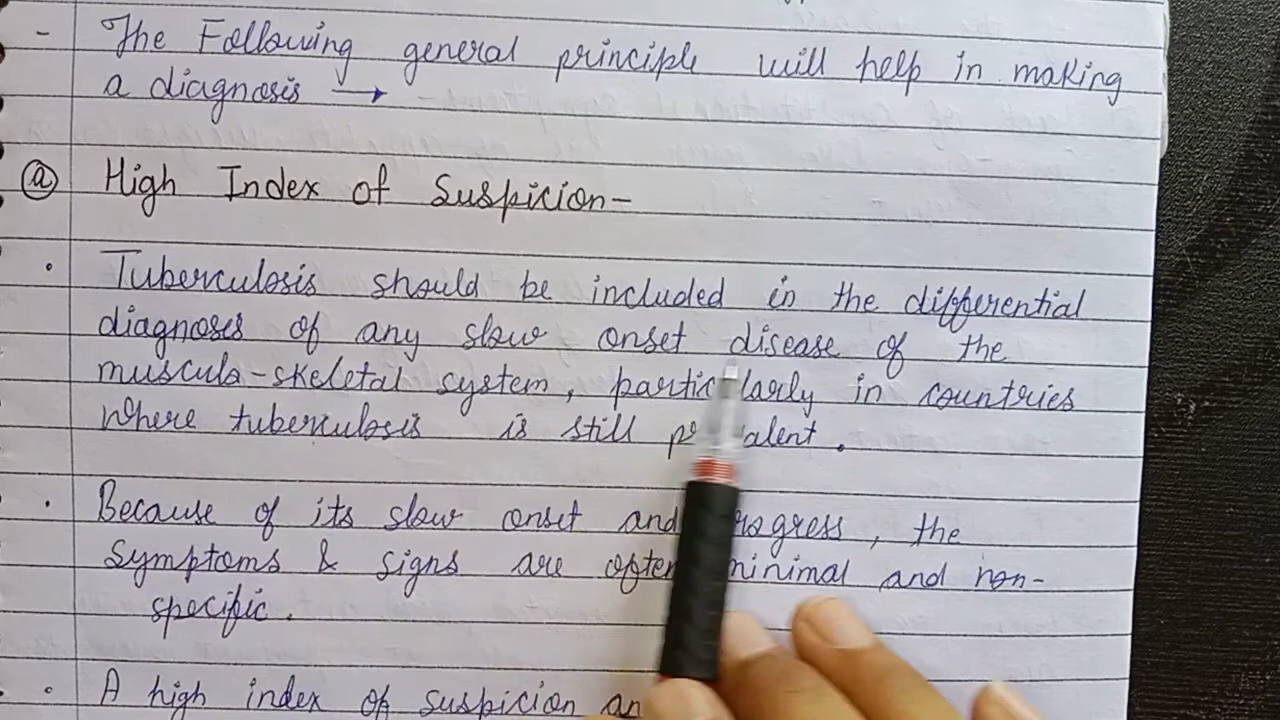 - The Following general principle will help in making
a diagnosis →
ⓐ High Index of Suspicion-
• Tuberculosis should be included in the differential
diagnosis of any slow onset disease of the
musculo-skeletal system, particularly in countries
where tuberculosis is still prevalent.
• Because of its slow onset and progress, the
symptoms & signs are often minimal and non-
specific.
• A high index of suspicion